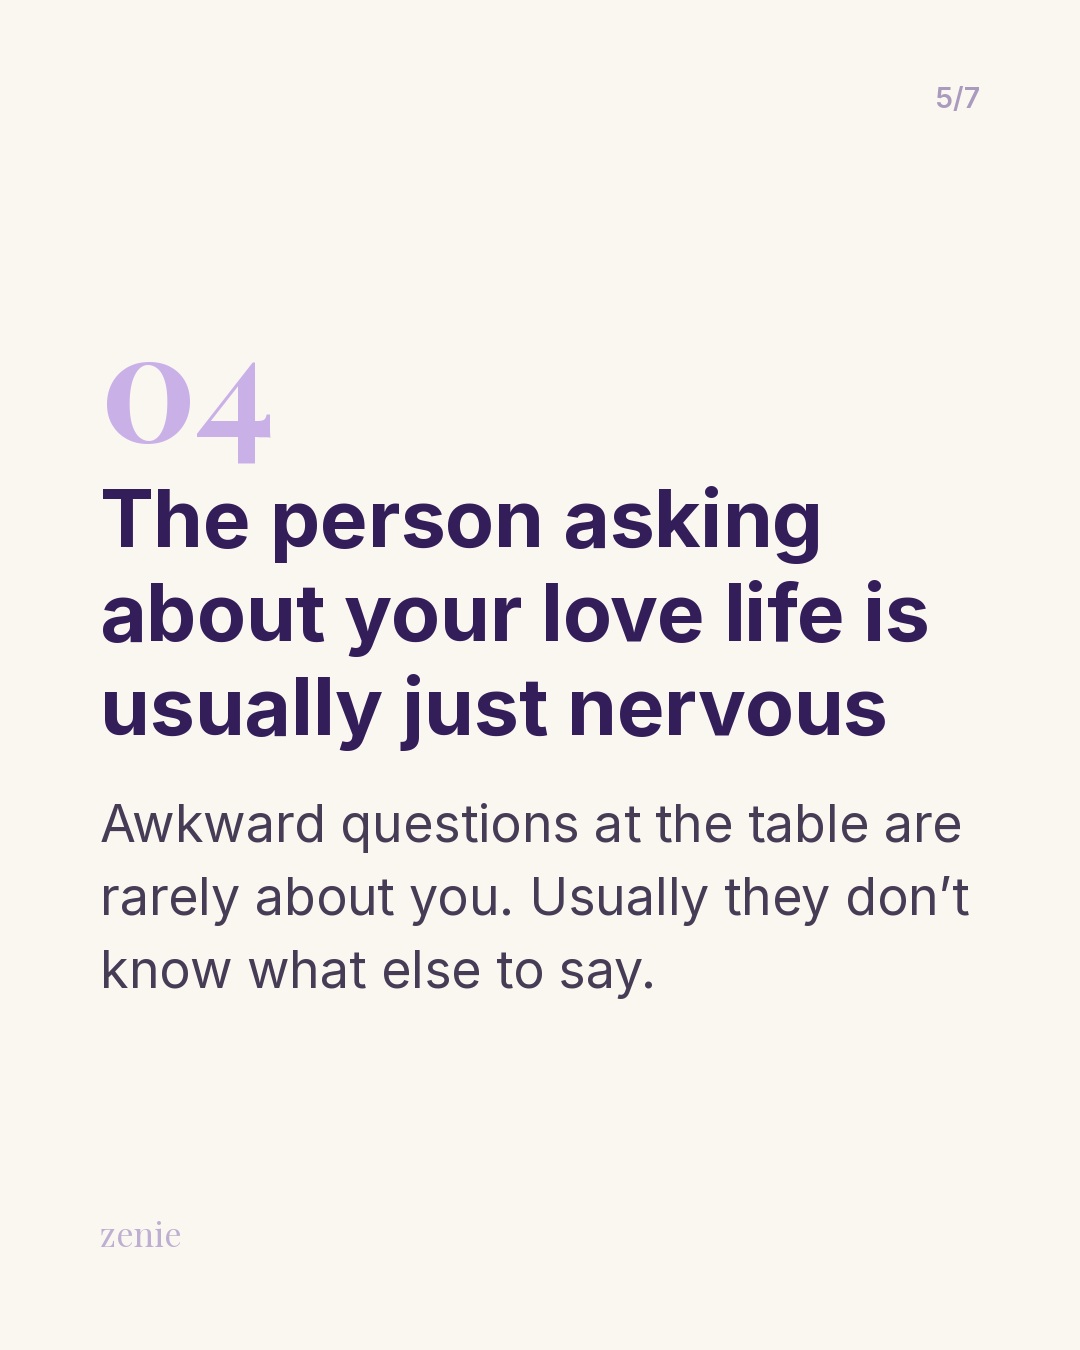 5/7
04
The person asking
about your love life is
usually just nervous
Awkward questions at the table are
rarely about you. Usually they don’t
know what else to say.
zenie